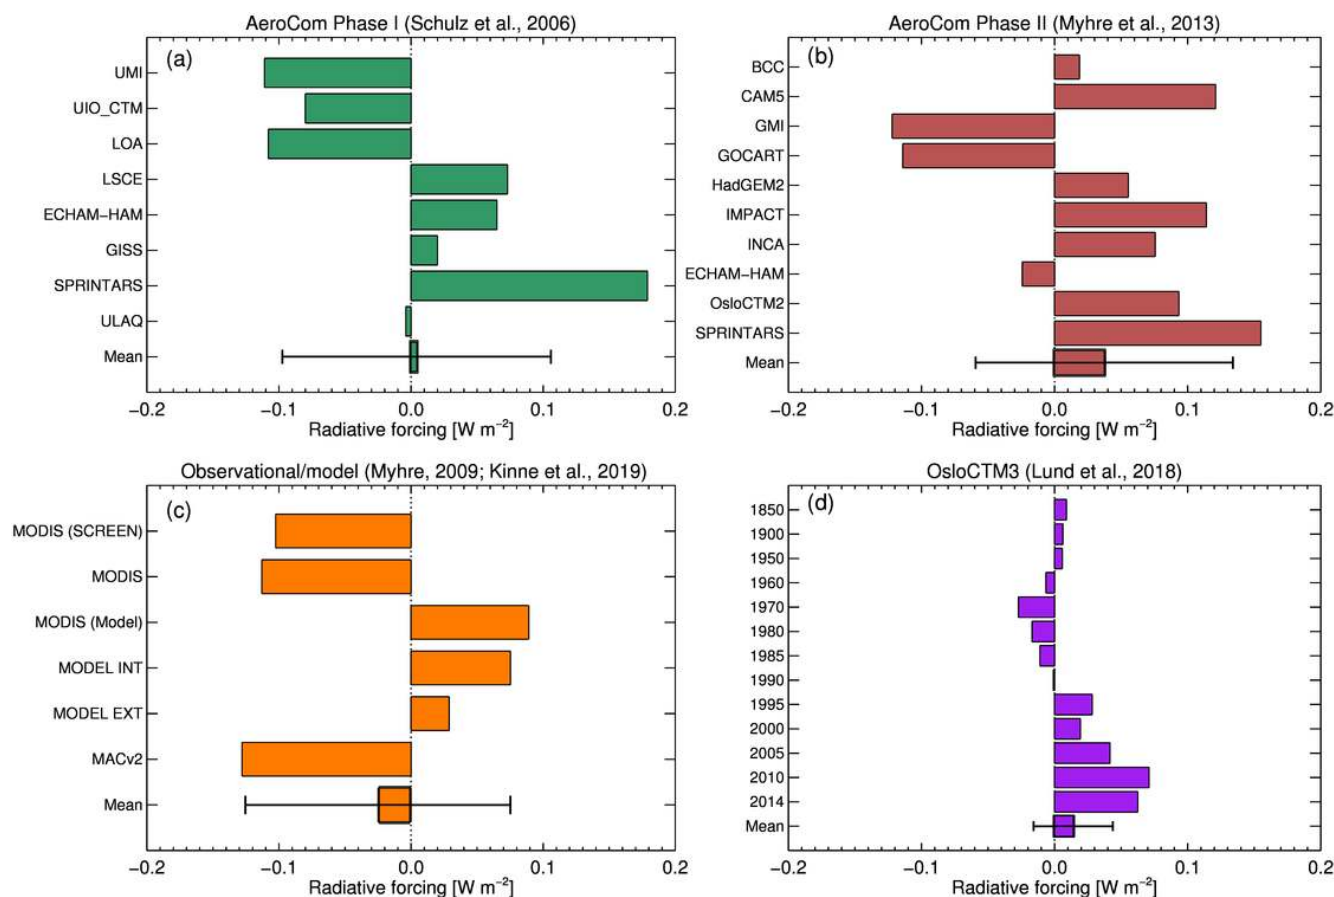 AeroCom Phase I (Schulz et al., 2006)
(a)
UMI
UIO_CTM
LOA
LSCE
ECHAM−HAM
GISS
SPRINTARS
ULAQ
Mean
−0.2 −0.1 0.0 0.1 0.2
Radiative forcing [W m⁻²]
AeroCom Phase II (Myhre et al., 2013)
(b)
BCC
CAM5
GMI
GOCART
HadGEM2
IMPACT
INCA
ECHAM−HAM
OsloCTM2
SPRINTARS
Mean
−0.2 −0.1 0.0 0.1 0.2
Radiative forcing [W m⁻²]
Observational/model (Myhre, 2009; Kinne et al., 2019)
(c)
MODIS (SCREEN)
MODIS
MODIS (Model)
MODEL INT
MODEL EXT
MACv2
Mean
−0.2 −0.1 0.0 0.1 0.2
Radiative forcing [W m⁻²]
OsloCTM3 (Lund et al., 2018)
(d)
1850
1900
1950
1960
1970
1980
1985
1990
1995
2000
2005
2010
2014
Mean
−0.2 −0.1 0.0 0.1 0.2
Radiative forcing [W m⁻²]